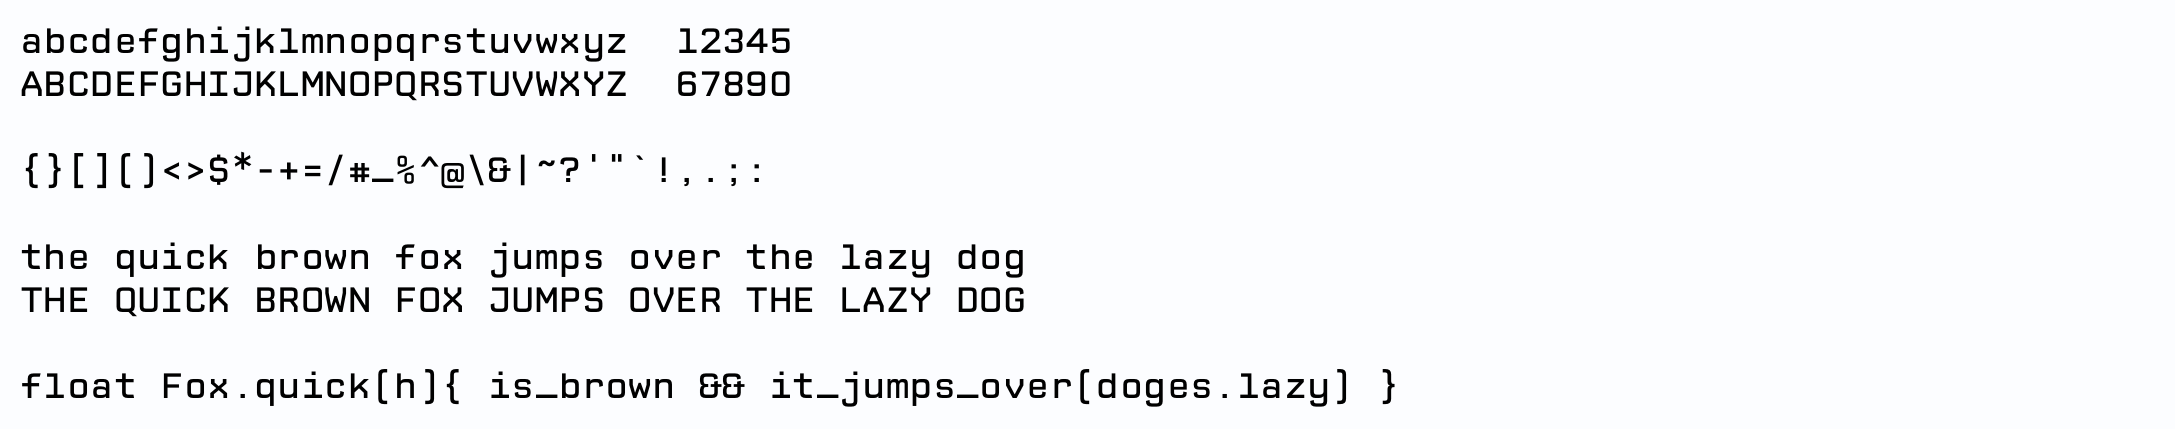 abcdefghijklmnopqrstuvwxyz  12345
ABCDEFGHIJKLMNOPQRSTUVWXYZ  67890
{}[]()<>$*-+=/#_%^@\&|~?'"`!,.;:
the quick brown fox jumps over the lazy dog
THE QUICK BROWN FOX JUMPS OVER THE LAZY DOG
float Fox.quick(h){ is_brown && it_jumps_over(doges.lazy) }